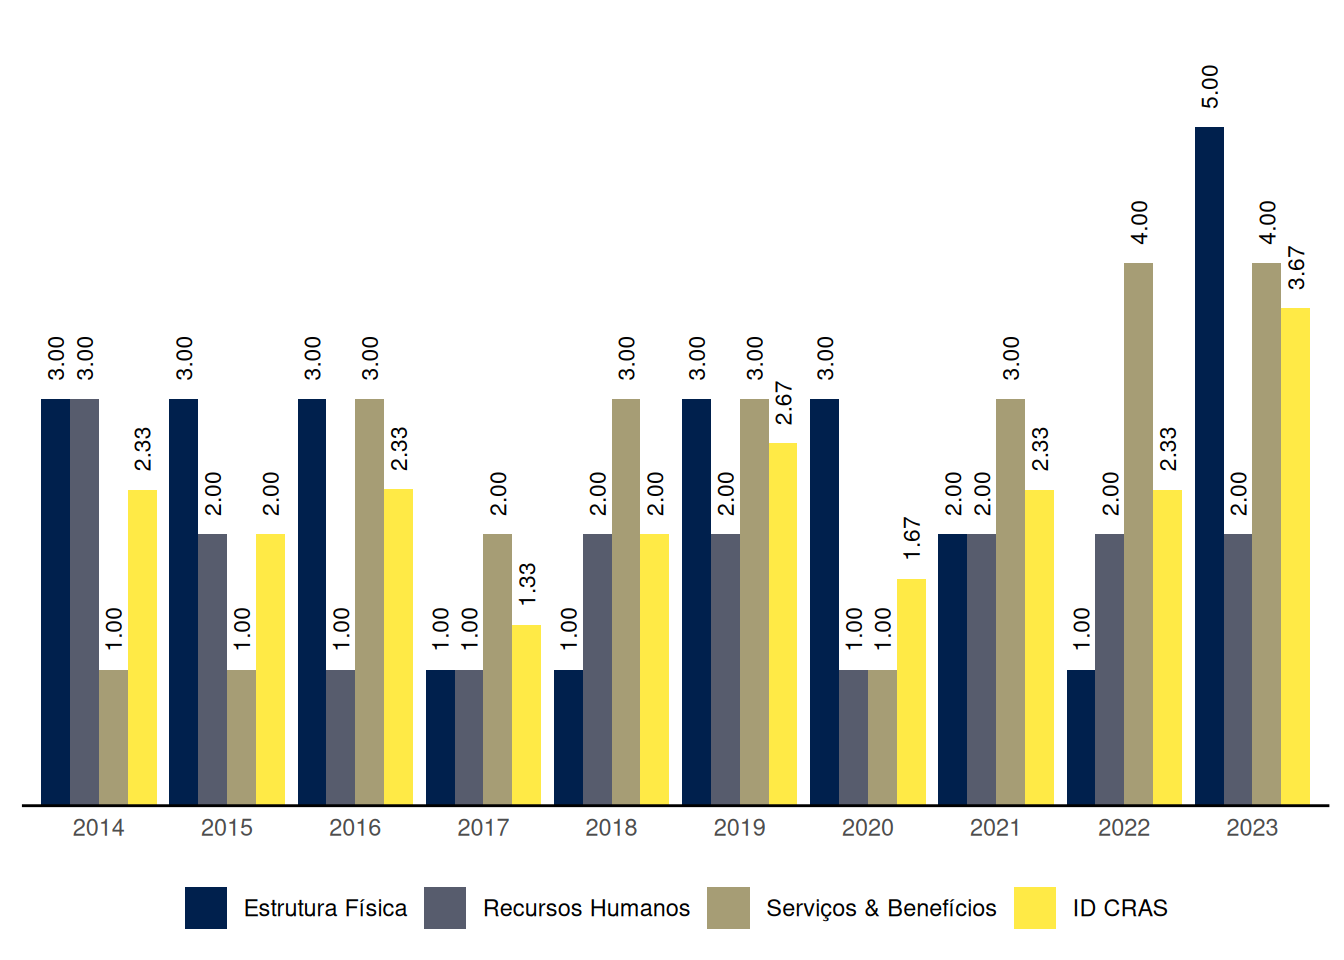 5.00
4.00
4.00
3.67
3.00 3.00 3.00 3.00 3.00 3.00 3.00 3.00 3.00 3.00
2.67
2.33 2.33 2.33 2.33
2.00 2.00 2.00 2.00 2.00 2.00 2.00 2.00 2.00 2.00
1.67
1.33
1.00 1.00 1.00 1.00 1.00 1.00 1.00 1.00 1.00
2014 2015 2016 2017 2018 2019 2020 2021 2022 2023
Estrutura Física Recursos Humanos Serviços & Benefícios ID CRAS